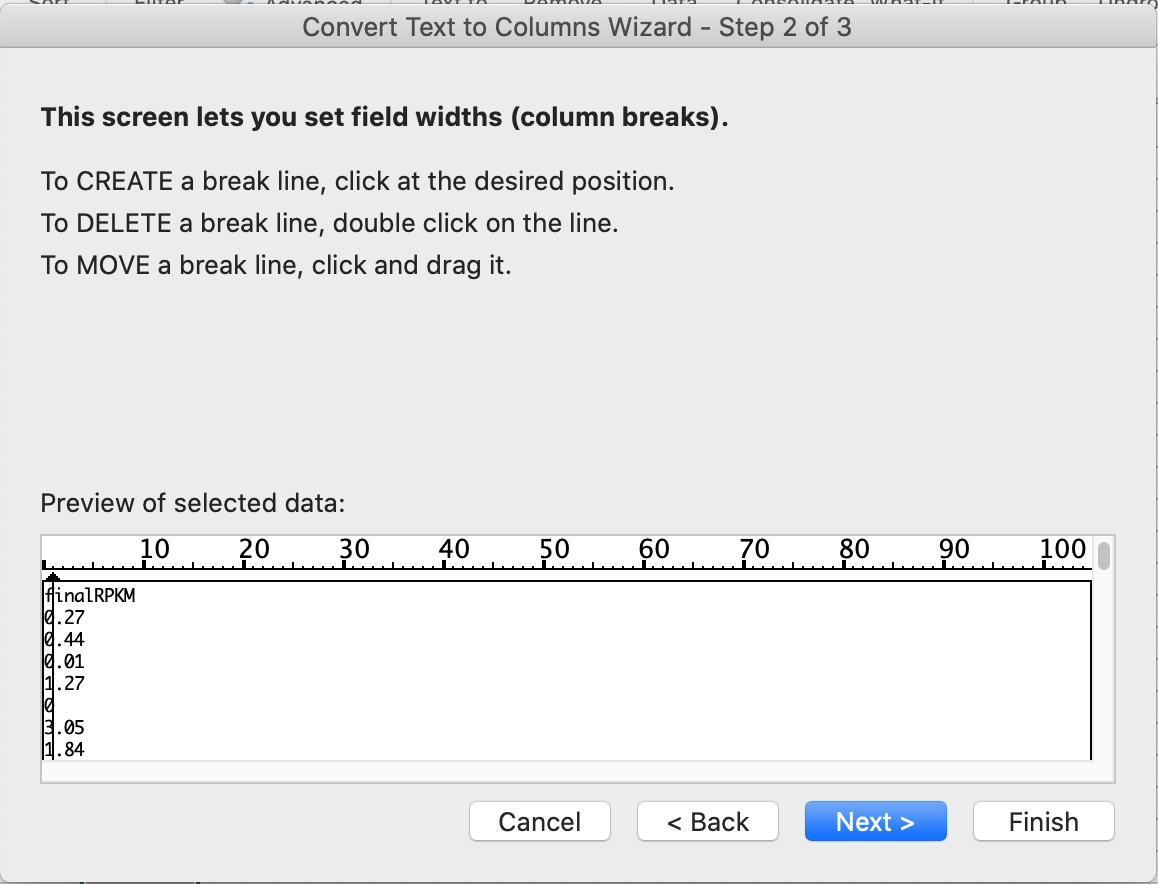 Convert Text to Columns Wizard - Step 2 of 3
This screen lets you set field widths (column breaks).
To CREATE a break line, click at the desired position.
To DELETE a break line, double click on the line.
To MOVE a break line, click and drag it.
Preview of selected data:
10 20 30 40 50 60 70 80 90 100
finalRPKM
0.27
0.44
0.01
1.27
0
3.05
1.84
Cancel < Back Next > Finish